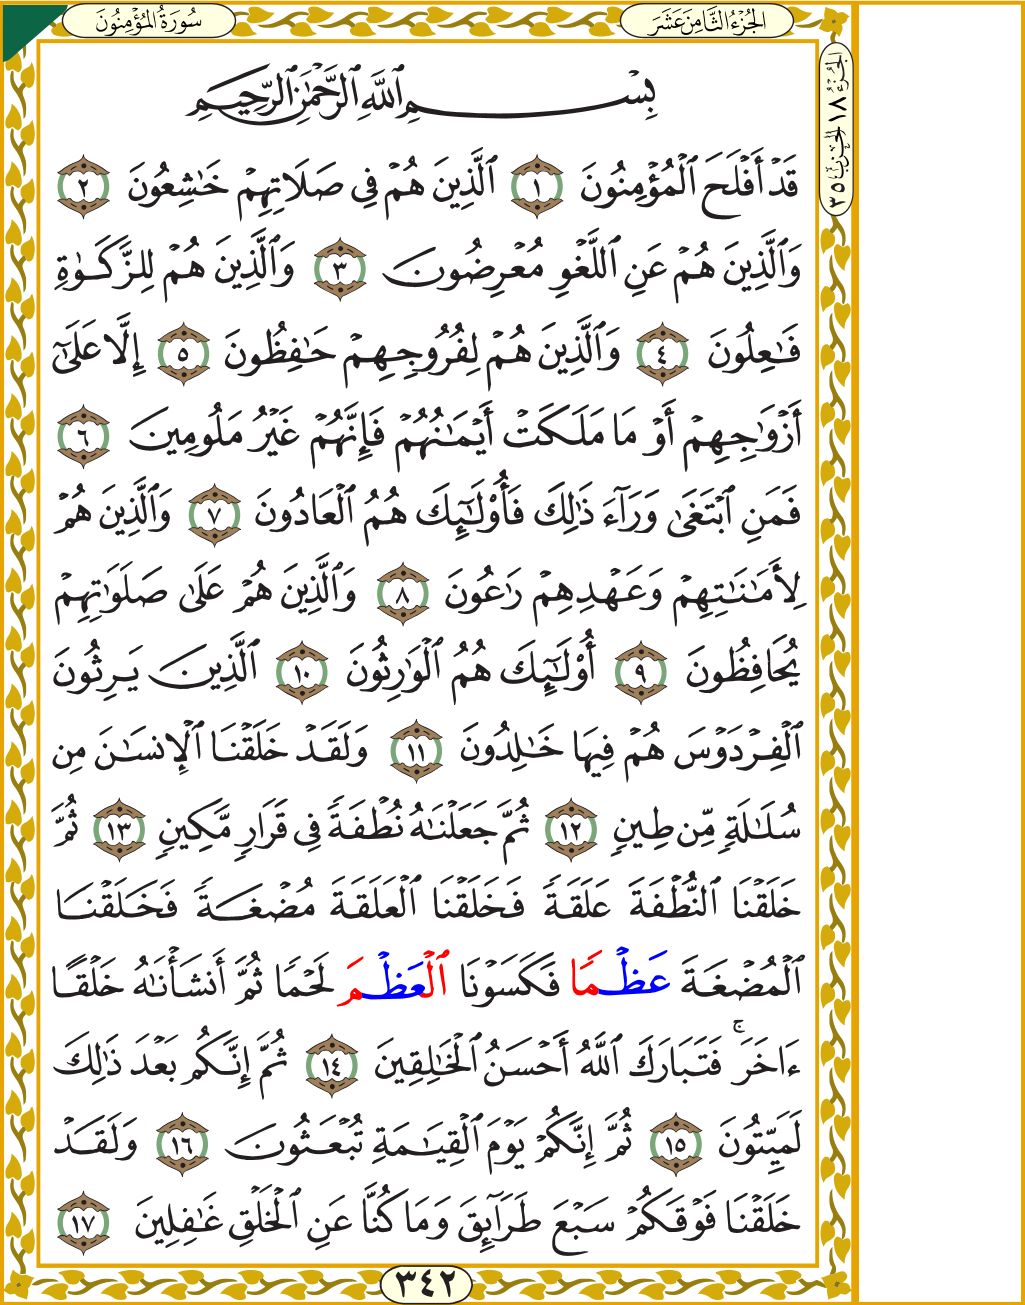 سُورَةُ المُؤْمِنُونَ
الجُزْءُ الثَّامِنَ عَشَرَ
الجُزْءُ ١٨ الحِزْبُ ٣٥
بِسْمِ ٱللَّهِ ٱلرَّحْمَٰنِ ٱلرَّحِيمِ
قَدْ أَفْلَحَ ٱلْمُؤْمِنُونَ ١ ٱلَّذِينَ هُمْ فِي صَلَاتِهِمْ خَٰشِعُونَ ٢
وَٱلَّذِينَ هُمْ عَنِ ٱللَّغْوِ مُعْرِضُونَ ٣ وَٱلَّذِينَ هُمْ لِلزَّكَوٰةِ
فَٰعِلُونَ ٤ وَٱلَّذِينَ هُمْ لِفُرُوجِهِمْ حَٰفِظُونَ ٥ إِلَّا عَلَىٰٓ
أَزْوَٰجِهِمْ أَوْ مَا مَلَكَتْ أَيْمَٰنُهُمْ فَإِنَّهُمْ غَيْرُ مَلُومِينَ ٦
فَمَنِ ٱبْتَغَىٰ وَرَآءَ ذَٰلِكَ فَأُوْلَٰٓئِكَ هُمُ ٱلْعَادُونَ ٧ وَٱلَّذِينَ هُمْ
لِأَمَٰنَٰتِهِمْ وَعَهْدِهِمْ رَٰعُونَ ٨ وَٱلَّذِينَ هُمْ عَلَىٰ صَلَوَٰتِهِمْ
يُحَافِظُونَ ٩ أُوْلَٰٓئِكَ هُمُ ٱلْوَٰرِثُونَ ١٠ ٱلَّذِينَ يَرِثُونَ
ٱلْفِرْدَوْسَ هُمْ فِيهَا خَٰلِدُونَ ١١ وَلَقَدْ خَلَقْنَا ٱلْإِنسَٰنَ مِن
سُلَٰلَةٍ مِّن طِينٍ ١٢ ثُمَّ جَعَلْنَٰهُ نُطْفَةً فِي قَرَارٍ مَّكِينٍ ١٣ ثُمَّ
خَلَقْنَا ٱلنُّطْفَةَ عَلَقَةً فَخَلَقْنَا ٱلْعَلَقَةَ مُضْغَةً فَخَلَقْنَا
ٱلْمُضْغَةَ عَظْمًا فَكَسَوْنَا ٱلْعَظْمَ لَحْمًا ثُمَّ أَنشَأْنَٰهُ خَلْقًا
ءَاخَرَ ۚ فَتَبَارَكَ ٱللَّهُ أَحْسَنُ ٱلْخَٰلِقِينَ ١٤ ثُمَّ إِنَّكُم بَعْدَ ذَٰلِكَ
لَمَيِّتُونَ ١٥ ثُمَّ إِنَّكُمْ يَوْمَ ٱلْقِيَٰمَةِ تُبْعَثُونَ ١٦ وَلَقَدْ
خَلَقْنَا فَوْقَكُمْ سَبْعَ طَرَآئِقَ وَمَا كُنَّا عَنِ ٱلْخَلْقِ غَٰفِلِينَ ١٧
٣٤٢